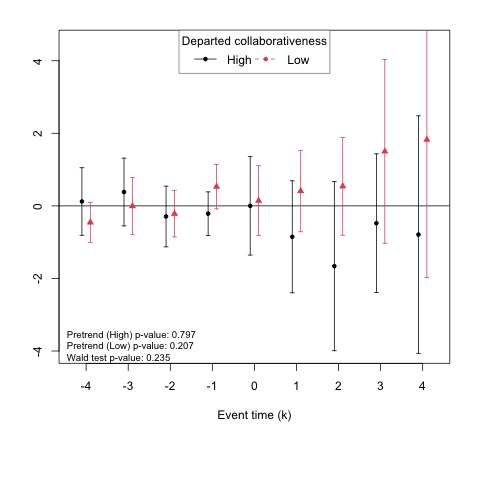 Departed collaborativeness
High Low
4
2
0
-2
-4
Pretrend (High) p-value: 0.797
Pretrend (Low) p-value: 0.207
Wald test p-value: 0.235
-4 -3 -2 -1 0 1 2 3 4
Event time (k)